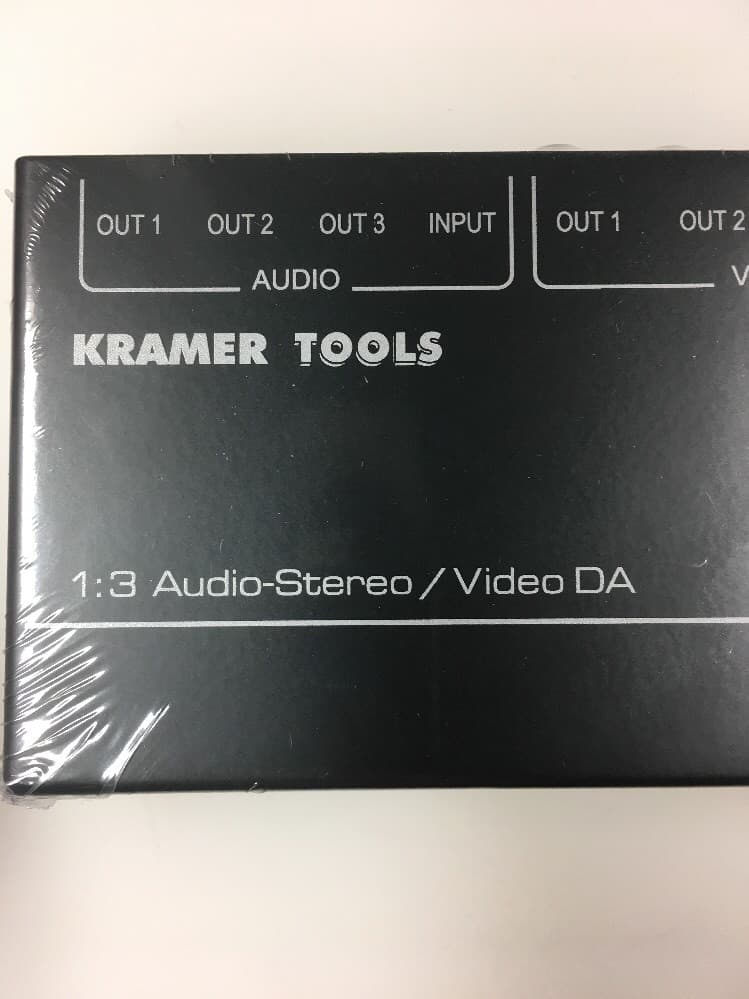 OUT 1 OUT 2 OUT 3 INPUT OUT 1 OUT 2
AUDIO V
KRAMER TOOLS
1:3 Audio-Stereo / Video DA